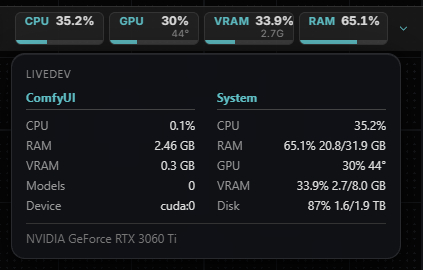 CPU 35.2% GPU 30% VRAM 33.9% RAM 65.1%
44° 2.7G
LIVEDEV
ComfyUI System
CPU 0.1% CPU 35.2%
RAM 2.46 GB RAM 65.1% 20.8/31.9 GB
VRAM 0.3 GB GPU 30% 44°
Models 0 VRAM 33.9% 2.7/8.0 GB
Device cuda:0 Disk 87% 1.6/1.9 TB
NVIDIA GeForce RTX 3060 Ti